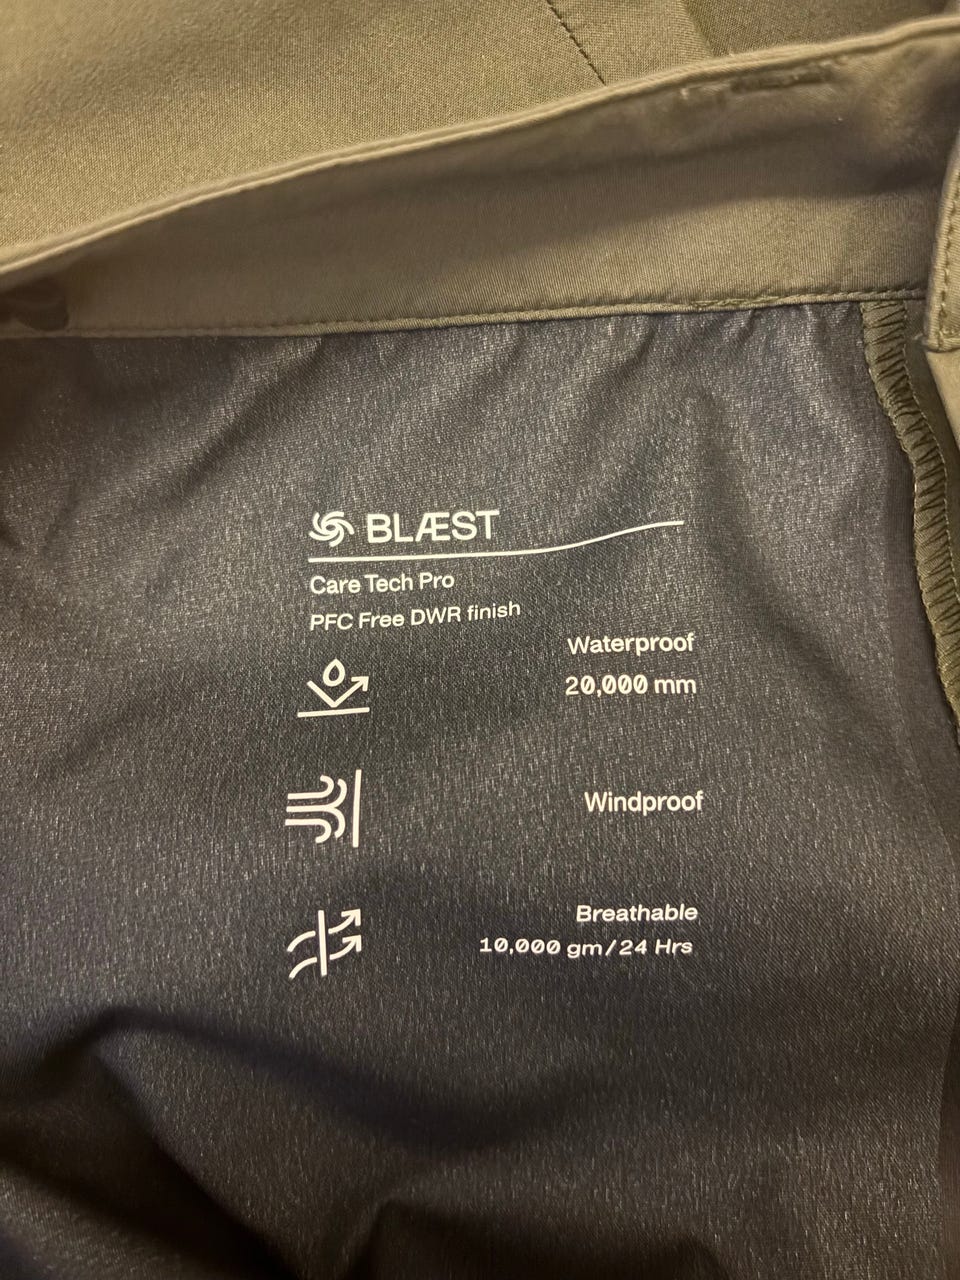 BLÆST
Care Tech Pro
PFC Free DWR finish
Waterproof
20,000 mm
Windproof
Breathable
10,000 gm/24 Hrs